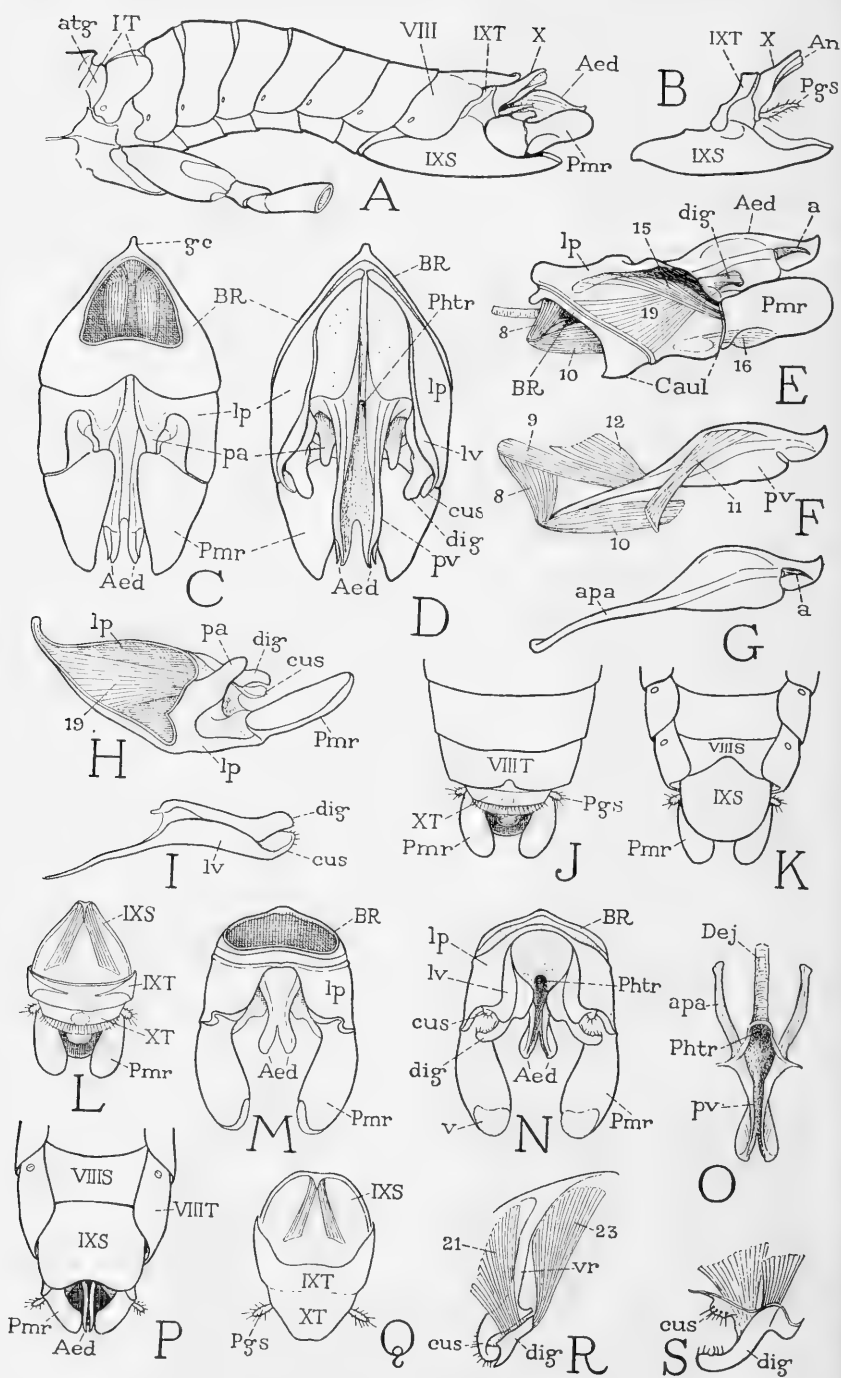 atg
IT
VIII
IXT
X
Aed
IXS
Pmr
A
IXT
X
An
Pgs
B
IXS
gc
BR
lp
pa
Pmr
Aed
C
BR
Phtr
lp
lv
cus
dig
pv
Aed
D
lp
15
dig
Aed
a
8
19
Pmr
10
16
BR
Caul
E
9
12
8
11
pv
10
F
apa
a
G
lp
pa
dig
cus
19
Pmr
lp
H
dig
lv
cus
I
VIIIT
XT
Pgs
Pmr
J
VIIIS
IXS
Pmr
K
IXS
IXT
XT
Pmr
L
BR
lp
Aed
Pmr
M
BR
lp
lv
Phtr
cus
dig
Aed
v
Pmr
N
Dej
apa
Phtr
pv
O
VIIIS
VIIIT
IXS
Pmr
Aed
P
IXS
IXT
XT
Pgs
Q
21
23
vr
cus
dig
R
cus
dig
S